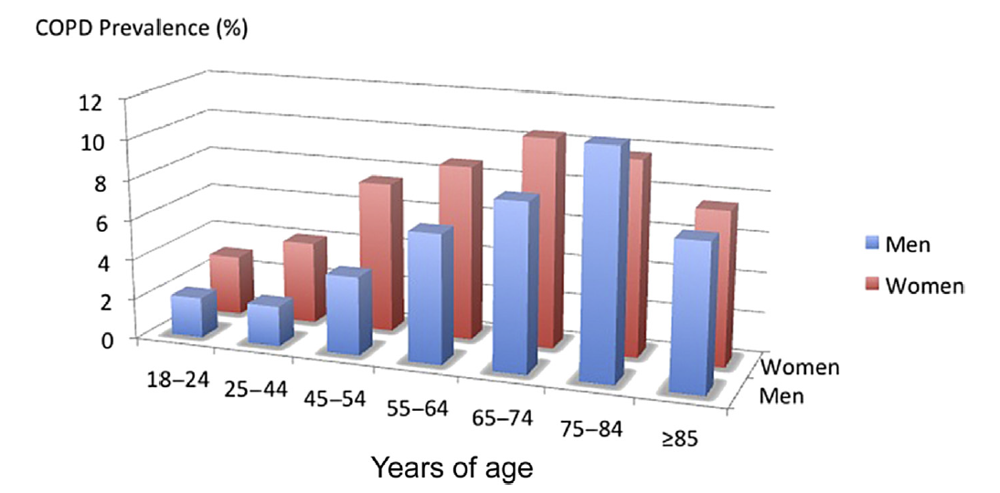 COPD Prevalence (%)
12
10
8
6
4
2
0
18–24
25–44
45–54
55–64
65–74
75–84
≥85
Women
Men
Years of age
Men
Women